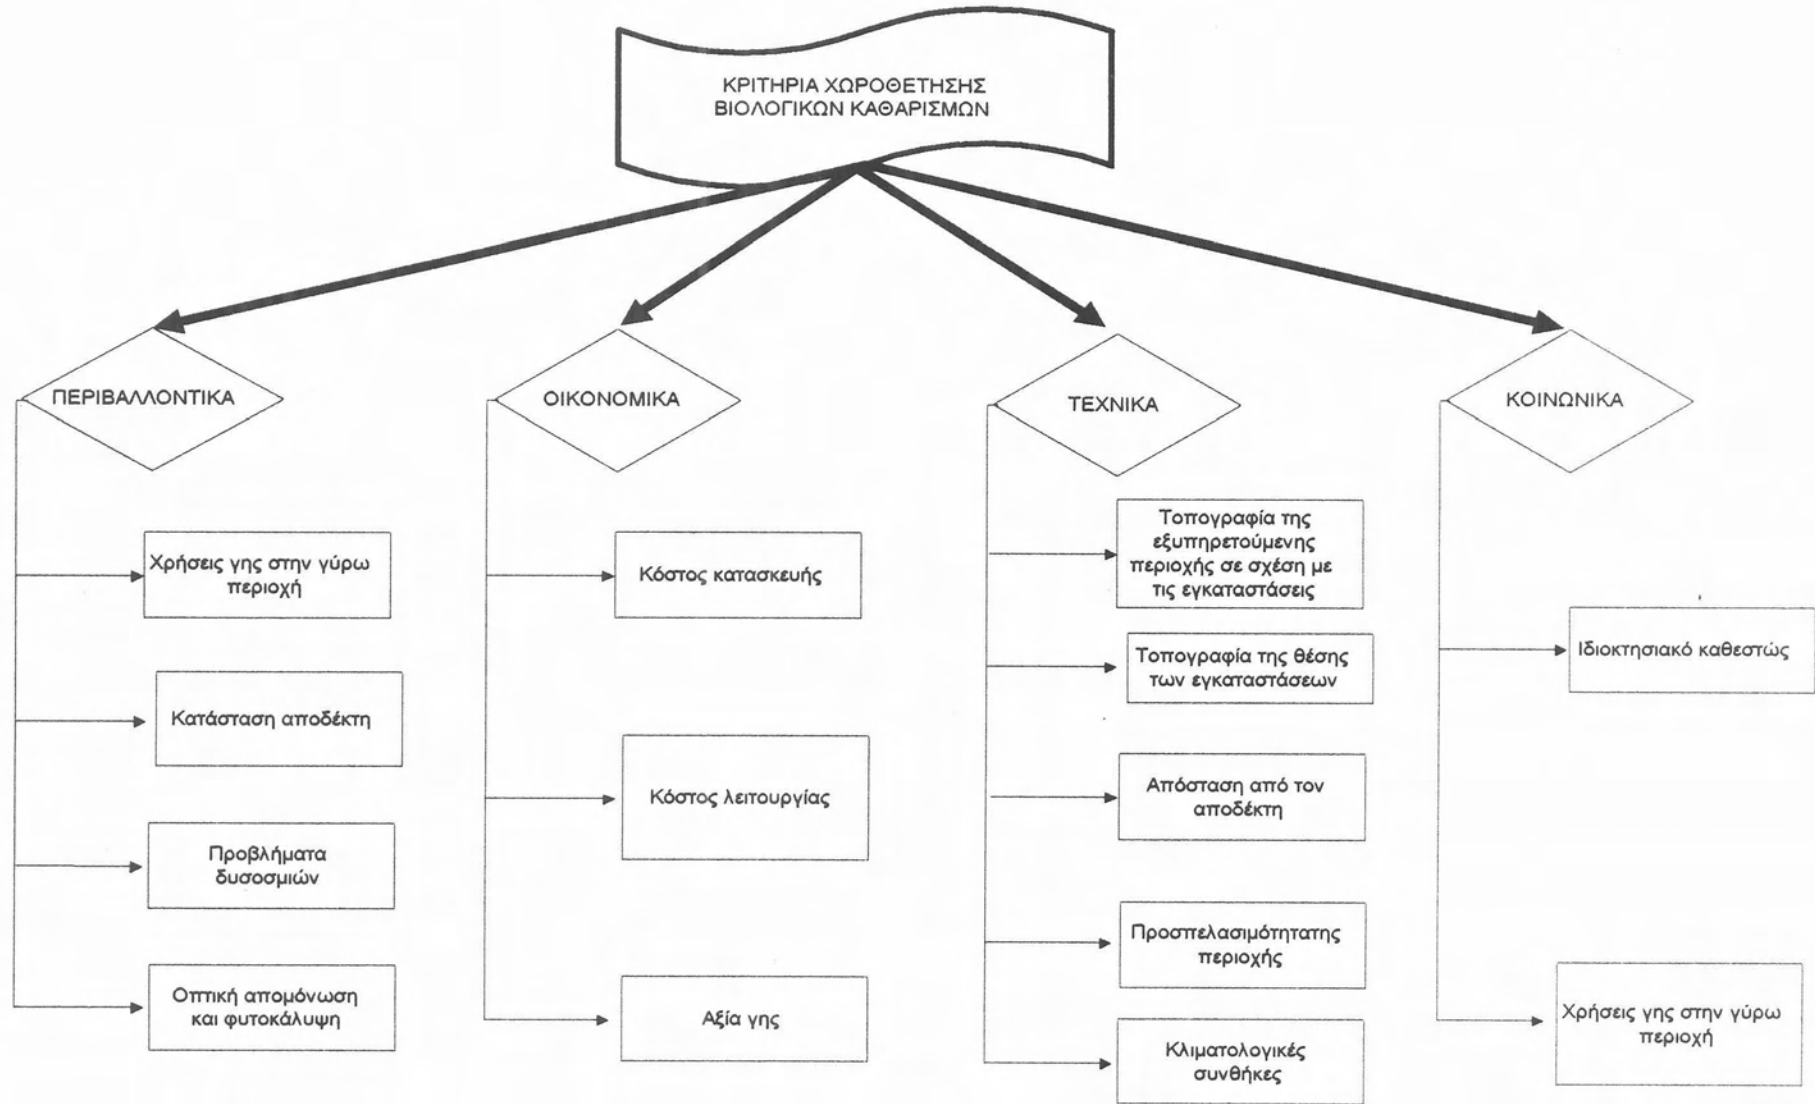 ΚΡΙΤΗΡΙΑ ΧΩΡΟΘΕΤΗΣΗΣ
ΒΙΟΛΟΓΙΚΩΝ ΚΑΘΑΡΙΣΜΩΝ
ΠΕΡΙΒΑΛΛΟΝΤΙΚΑ
Χρήσεις γης στην γύρω
περιοχή
Κατάσταση αποδέκτη
Προβλήματα
δυσοσμιών
Οπτική απομόνωση
και φυτοκάλυψη
ΟΙΚΟΝΟΜΙΚΑ
Κόστος κατασκευής
Κόστος λειτουργίας
Αξία γης
ΤΕΧΝΙΚΑ
Τοπογραφία της
εξυπηρετούμενης
περιοχής σε σχέση με
τις εγκαταστάσεις
Τοπογραφία της θέσης
των εγκαταστάσεων
Απόσταση από τον
αποδέκτη
Προσπελασιμότητατης
περιοχής
Κλιματολογικές
συνθήκες
ΚΟΙΝΩΝΙΚΑ
Ιδιοκτησιακό καθεστώς
Χρήσεις γης στην γύρω
περιοχή